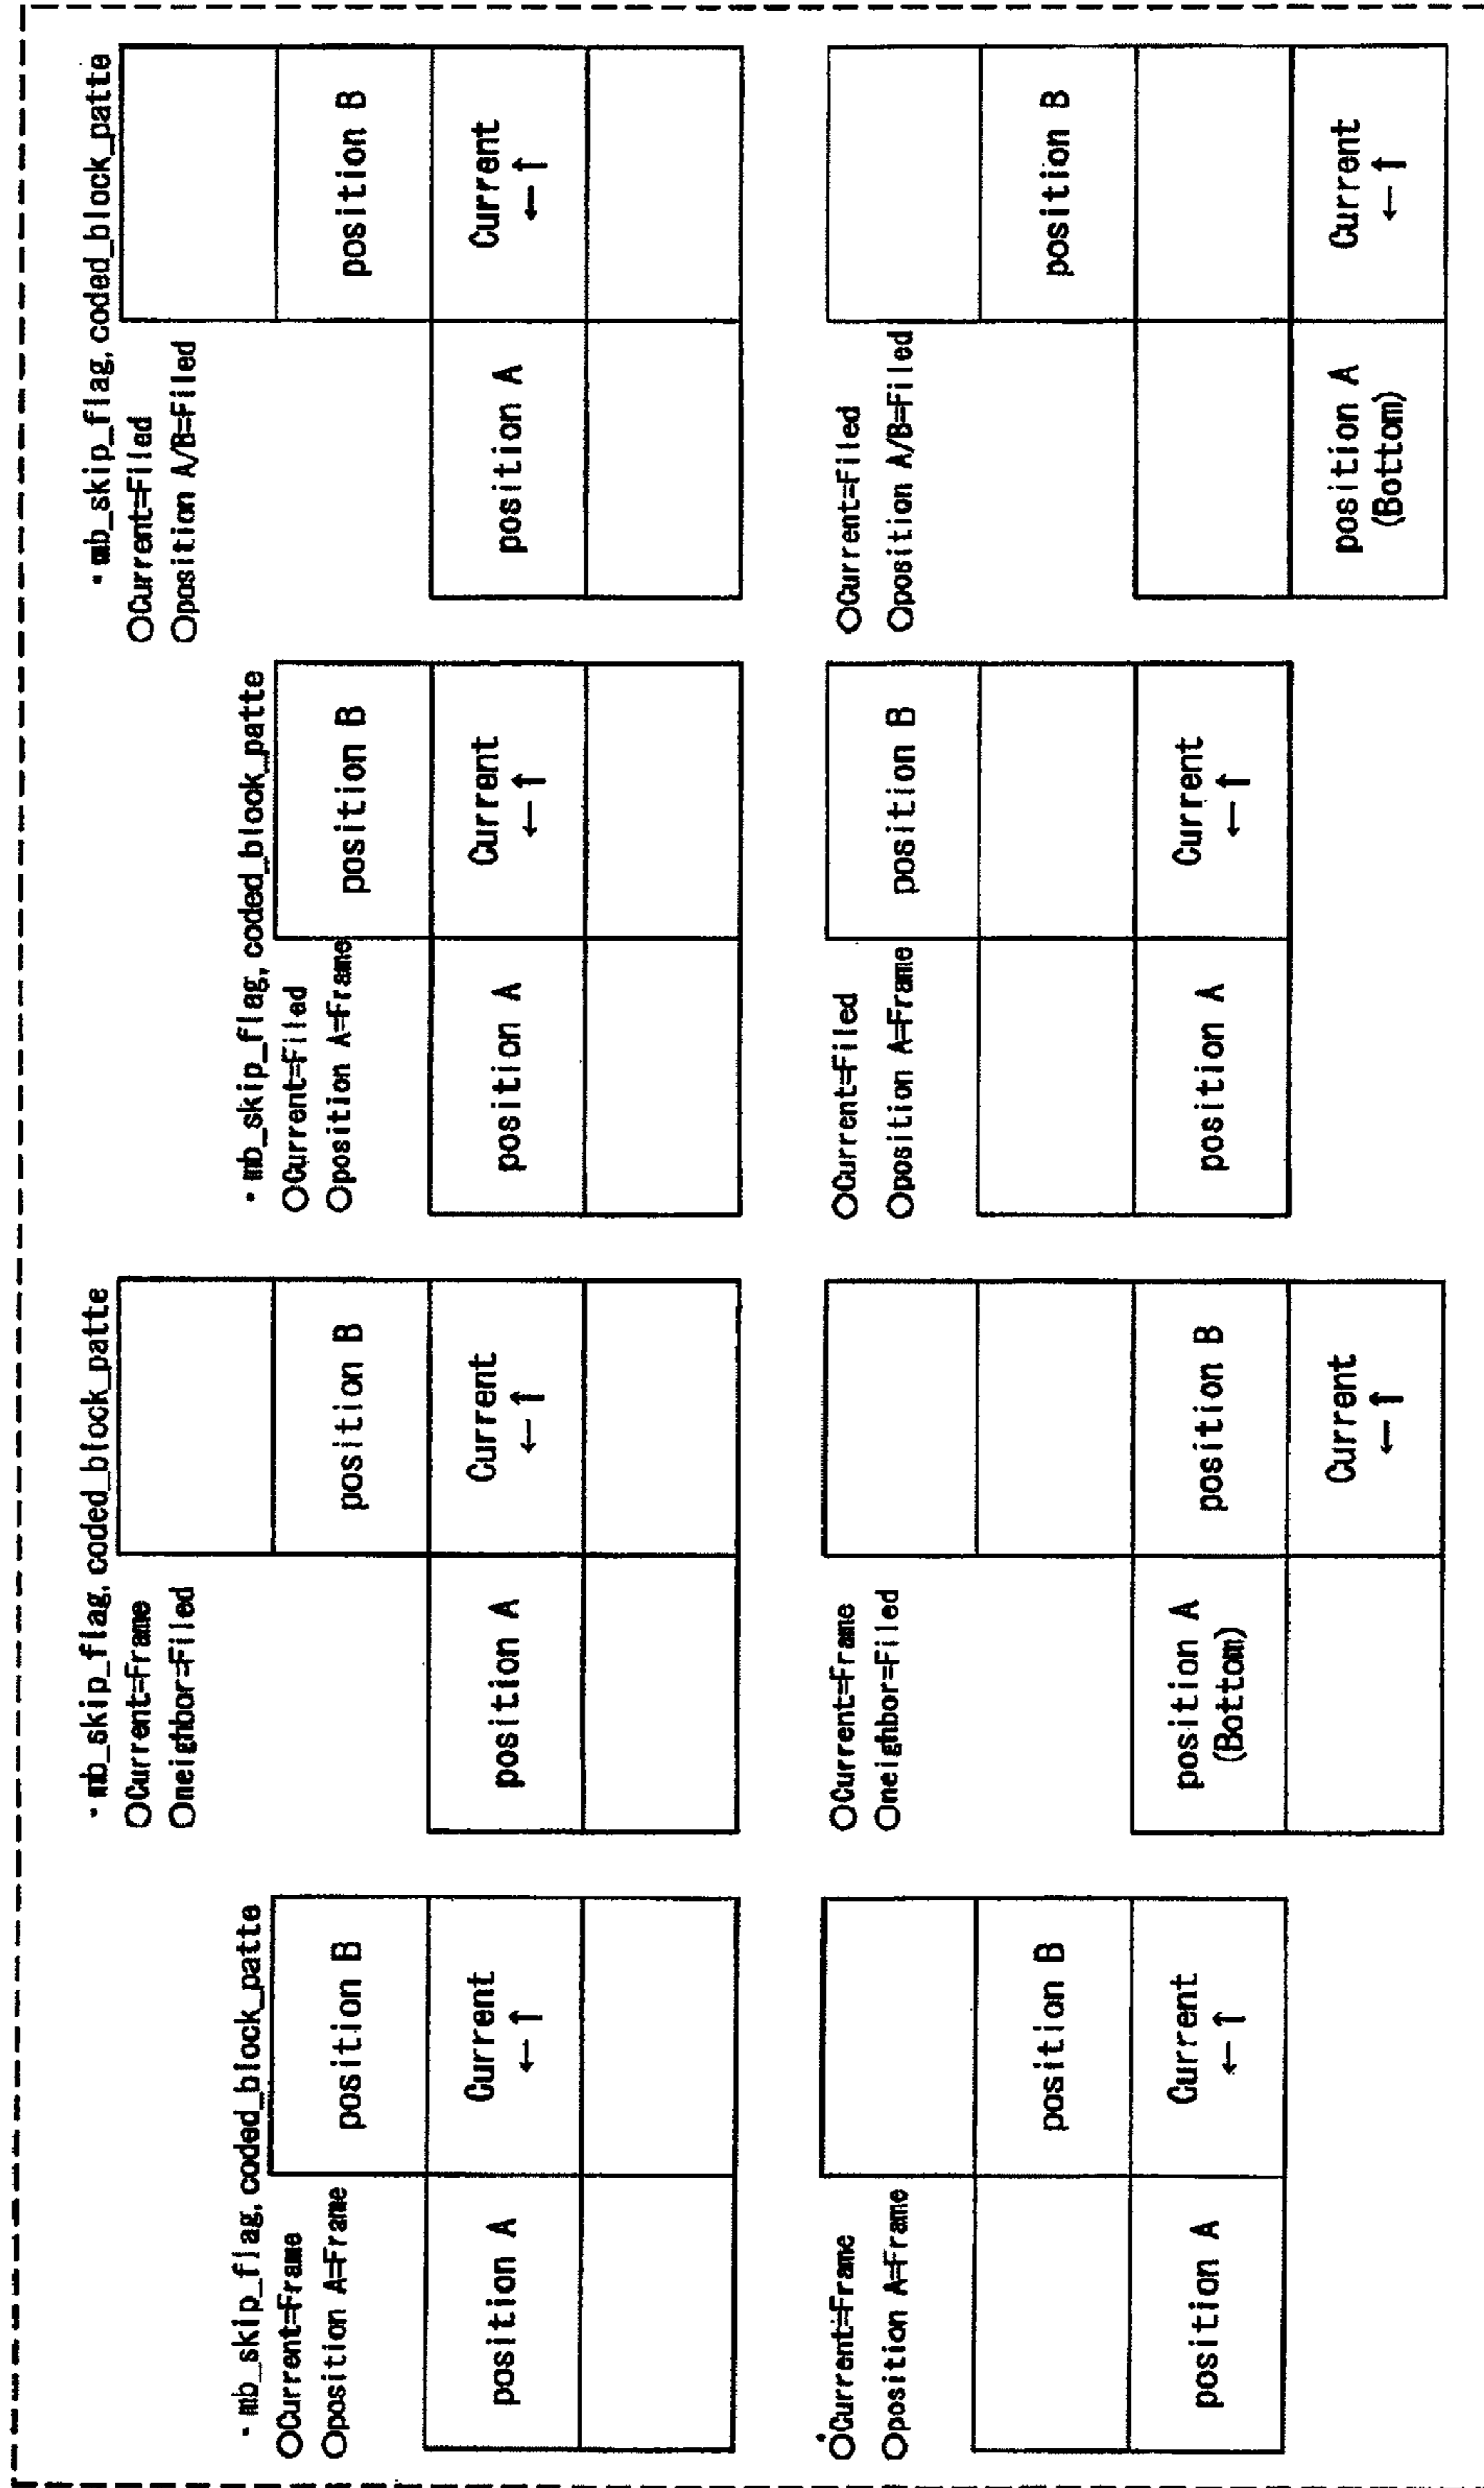 ・mb_skip_flag, coded_block_patte
○Current=Frame
○position A=Frame
position B
position A
Current
←↑
・mb_skip_flag, coded_block_patte
○Current=Frame
○neighbor=Filed
position B
position A
Current
←↑
・mb_skip_flag, coded_block_patte
○Current=Filed
○position A=Frame
position B
position A
Current
←↑
・mb_skip_flag, coded_block_patte
○Current=Filed
○position A/B=Filed
position B
position A
Current
←↑
○Current=Frame
○position A=Frame
position B
position A
Current
←↑
○Current=Frame
○neighbor=Filed
position A
(Bottom)
position B
Current
←↑
○Current=Filed
○position A=Frame
position B
position A
Current
←↑
○Current=Filed
○position A/B=Filed
position B
position A
(Bottom)
Current
←↑